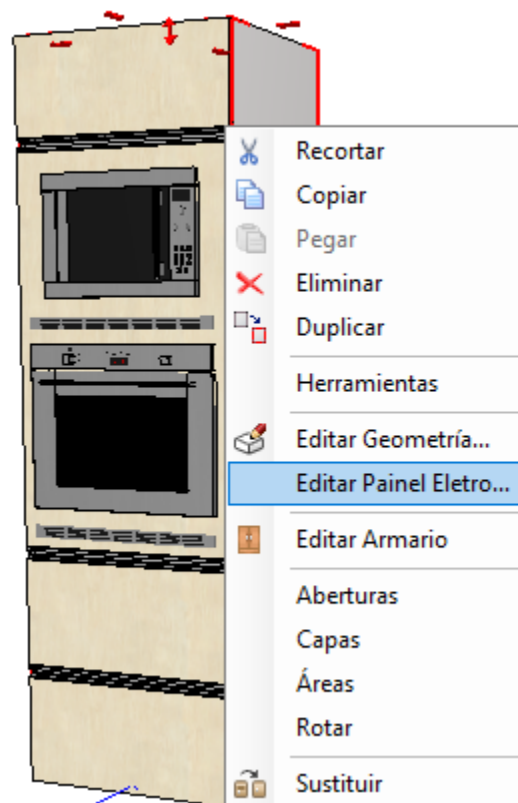 Recortar
Copiar
Pegar
Eliminar
Duplicar
Herramientas
Editar Geometría...
Editar Painel Eletro...
Editar Armario
Aberturas
Capas
Áreas
Rotar
Sustituir